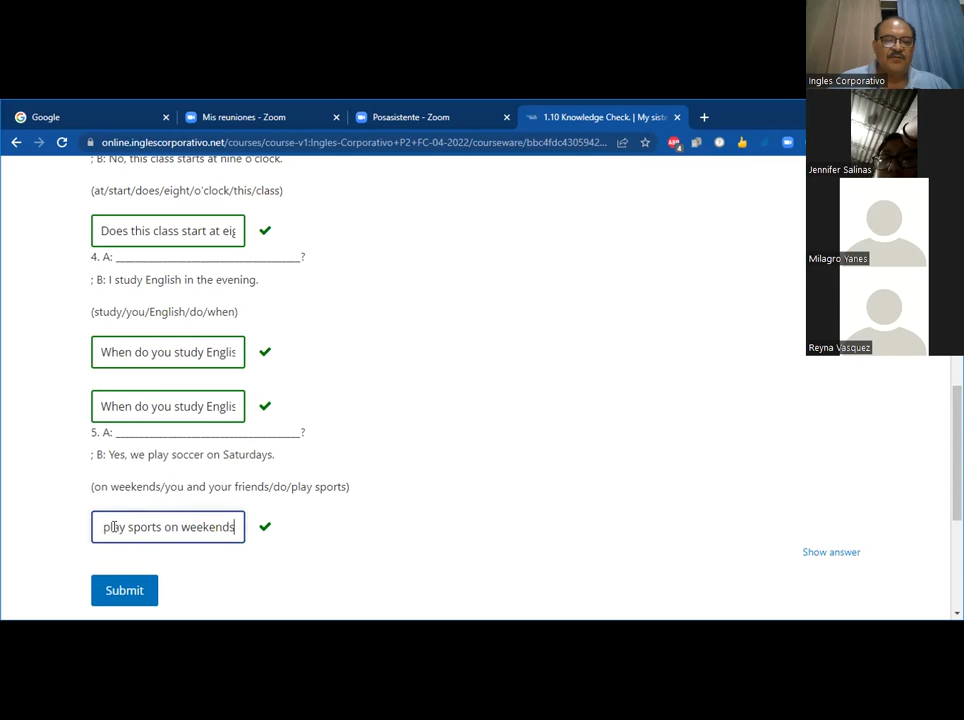 Google
Mis reuniones - Zoom
Posasistente - Zoom
1.10 Knowledge Check. | My siste
online.inglescorporativo.net/courses/course-v1:Ingles-Corporativo+P2+FC-04-2022/courseware/bbc4fdc4305942...
; B: No, this class starts at nine o'clock.
(at/start/does/eight/o'clock/this/class)
Does this class start at eig
4. A: ____________________________________?
; B: I study English in the evening.
(study/you/English/do/when)
When do you study Englis
When do you study Englis
5. A: ____________________________________?
; B: Yes, we play soccer on Saturdays.
(on weekends/you and your friends/do/play sports)
play sports on weekends
Show answer
Submit
Ingles Corporativo
Jennifer Salinas
Milagro Yanes
Reyna Vasquez